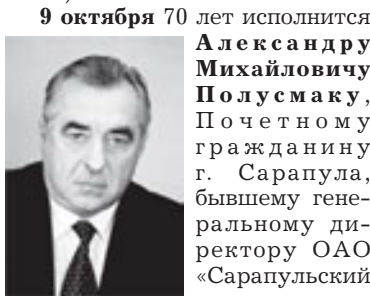 9 октября 70 лет исполнится
Александру
Михайловичу
Полусмаку,
Почетному
гражданину
г. Сарапула,
бывшему гене-
ральному ди-
ректору ОАО
«Сарапульский